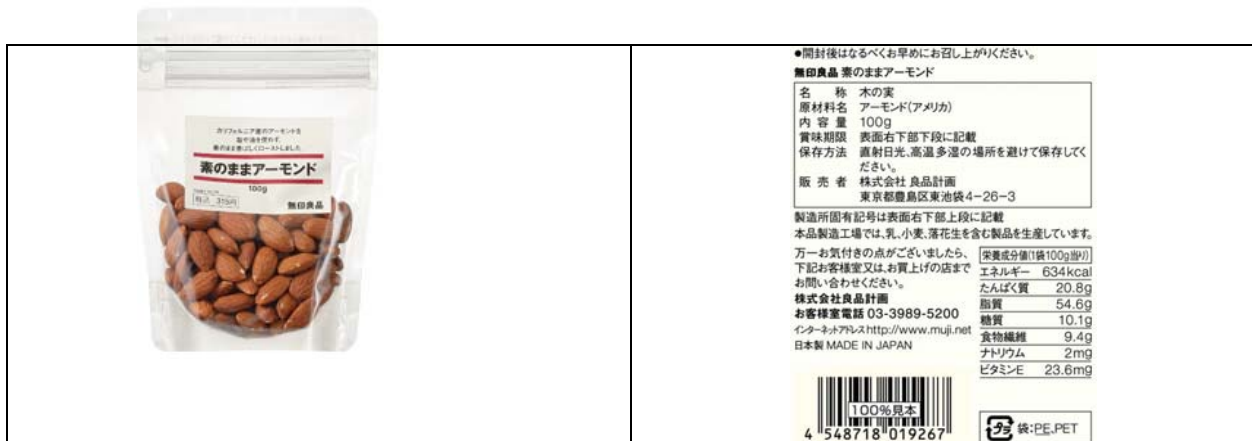 カリフォルニア産のアーモンドを
塩や油を使わず、
素のまま香ばしくローストしました
素のままアーモンド
100g
税込 315円
無印良品
●開封後はなるべくお早めにお召し上がりください。
無印良品 素のままアーモンド
名称 木の実
原材料名 アーモンド(アメリカ)
内容量 100g
賞味期限 表面右下部下段に記載
保存方法 直射日光、高温多湿の場所を避けて保存してく
ださい。
販売者 株式会社 良品計画
東京都豊島区東池袋4-26-3
製造所固有記号は表面右下部上段に記載
本品製造工場では、乳、小麦、落花生を含む製品を生産しています。
万一お気付きの点がございましたら、
下記お客様室又は、お買上げの店まで
お問い合わせください。
株式会社良品計画
お客様室電話 03-3989-5200
インターネットアドレスhttp://www.muji.net
日本製 MADE IN JAPAN
栄養成分値(1袋100g当り)
エネルギー 634kcal
たんぱく質 20.8g
脂質 54.6g
糖質 10.1g
食物繊維 9.4g
ナトリウム 2mg
ビタミンE 23.6mg
100%見本
4 548718 019267
プラ 袋:PE,PET